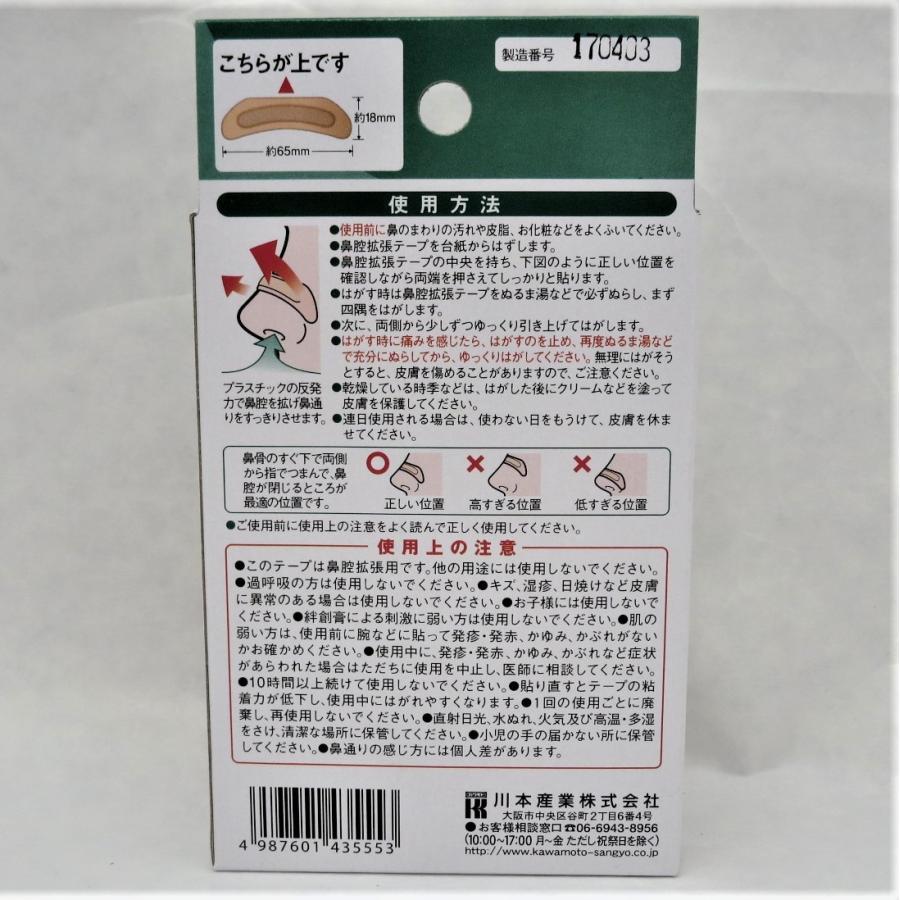 こちらが上です
約18mm
約65mm
製造番号 170403
使用方法
●使用前に鼻のまわりの汚れや皮脂、お化粧などをよくふいてください。
●鼻腔拡張テープを台紙からはずします。
●鼻腔拡張テープの中央を持ち、下図のように正しい位置を
確認しながら両端を押さえてしっかりと貼ります。
●はがす時は鼻腔拡張テープをぬるま湯などで必ずぬらし、まず
四隅をはがします。
●次に、両側から少しずつゆっくり引き上げてはがします。
●はがす時に痛みを感じたら、はがすのを止め、再度ぬるま湯など
で充分にぬらしてから、ゆっくりはがしてください。無理にはがそう
とすると、皮膚を傷めることがありますので、ご注意ください。
●乾燥している時季などは、はがした後にクリームなどを塗って
皮膚を保護してください。
●連日使用される場合は、使わない日をもうけて、皮膚を休ま
せてください。
プラスチックの反発
力で鼻腔を拡げ鼻通
りをすっきりさせます。
鼻骨のすぐ下で両側
から指でつまんで、鼻
腔が閉じるところが
最適の位置です。
正しい位置
高すぎる位置
低すぎる位置
●ご使用前に使用上の注意をよく読んで正しく使用してください。
使用上の注意
●このテープは鼻腔拡張用です。他の用途には使用しないでください。
●過呼吸の方は使用しないでください。●キズ、湿疹、日焼けなど皮膚
に異常のある場合は使用しないでください。●お子様には使用しないで
ください。●絆創膏による刺激に弱い方は使用しないでください。●肌の
弱い方は、使用前に腕などに貼って発疹・発赤、かゆみ、かぶれがない
かお確かめください。●使用中に、発疹・発赤、かゆみ、かぶれなど症状
があらわれた場合はただちに使用を中止し、医師に相談してください。
●10時間以上続けて使用しないでください。●貼り直すとテープの粘
着力が低下し、使用中にはがれやすくなります。●1回の使用ごとに廃
棄し、再使用しないでください。●直射日光、水ぬれ、火気及び高温・多湿
をさけ、清潔な場所に保管してください。●小児の手の届かない所に保管
してください。●鼻通りの感じ方には個人差があります。
4 987601 435553
川本産業株式会社
大阪市中央区谷町2丁目6番4号
●お客様相談窓口☎06-6943-8956
(10:00~17:00 月~金 ただし祝祭日を除く)
http://www.kawamoto-sangyo.co.jp